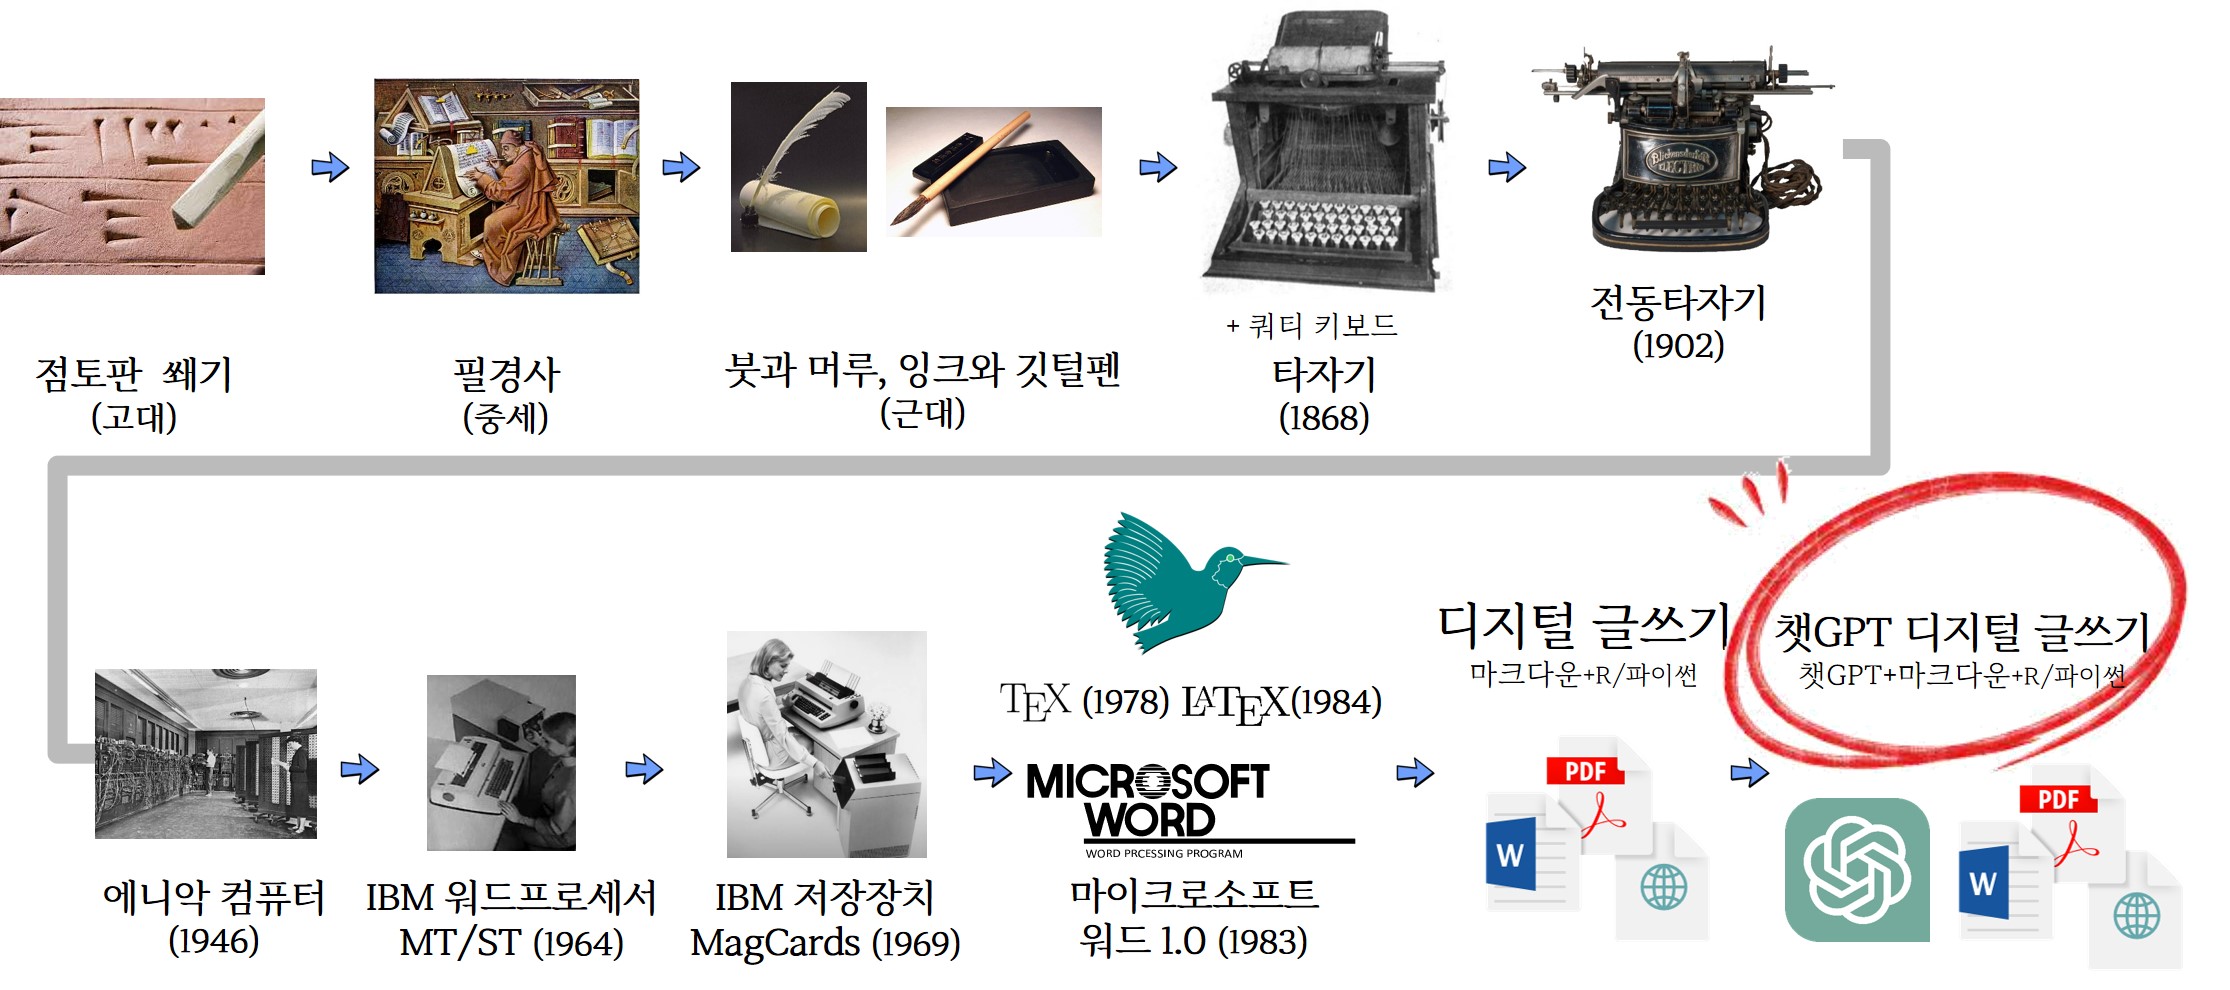 점토판 쐐기
(고대)
필경사
(중세)
붓과 머루, 잉크와 깃털펜
(근대)
+ 쿼티 키보드
타자기
(1868)
ELECTRO
전동타자기
(1902)
에니악 컴퓨터
(1946)
IBM 워드프로세서
MT/ST (1964)
IBM 저장장치
MagCards (1969)
TEX (1978) LATEX(1984)
MICROSOFT
WORD
WORD PRCESSING PROGRAM
마이크로소프트
워드 1.0 (1983)
디지털 글쓰기
마크다운+R/파이썬
PDF
W
챗GPT 디지털 글쓰기
챗GPT+마크다운+R/파이썬
PDF
W